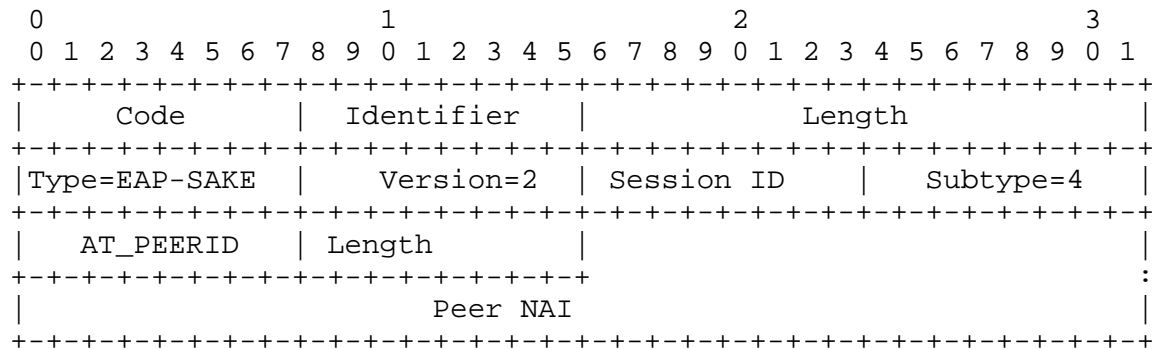 0                   1                   2                   3
 0 1 2 3 4 5 6 7 8 9 0 1 2 3 4 5 6 7 8 9 0 1 2 3 4 5 6 7 8 9 0 1
+-+-+-+-+-+-+-+-+-+-+-+-+-+-+-+-+-+-+-+-+-+-+-+-+-+-+-+-+-+-+-+-+
|     Code      |  Identifier   |            Length             |
+-+-+-+-+-+-+-+-+-+-+-+-+-+-+-+-+-+-+-+-+-+-+-+-+-+-+-+-+-+-+-+-+
|Type=EAP-SAKE  |    Version=2  | Session ID    |   Subtype=4   |
+-+-+-+-+-+-+-+-+-+-+-+-+-+-+-+-+-+-+-+-+-+-+-+-+-+-+-+-+-+-+-+-+
|   AT_PEERID   | Length        |                               |
+-+-+-+-+-+-+-+-+-+-+-+-+-+-+-+-+                               :
|                       Peer NAI                                |
+-+-+-+-+-+-+-+-+-+-+-+-+-+-+-+-+-+-+-+-+-+-+-+-+-+-+-+-+-+-+-+-+